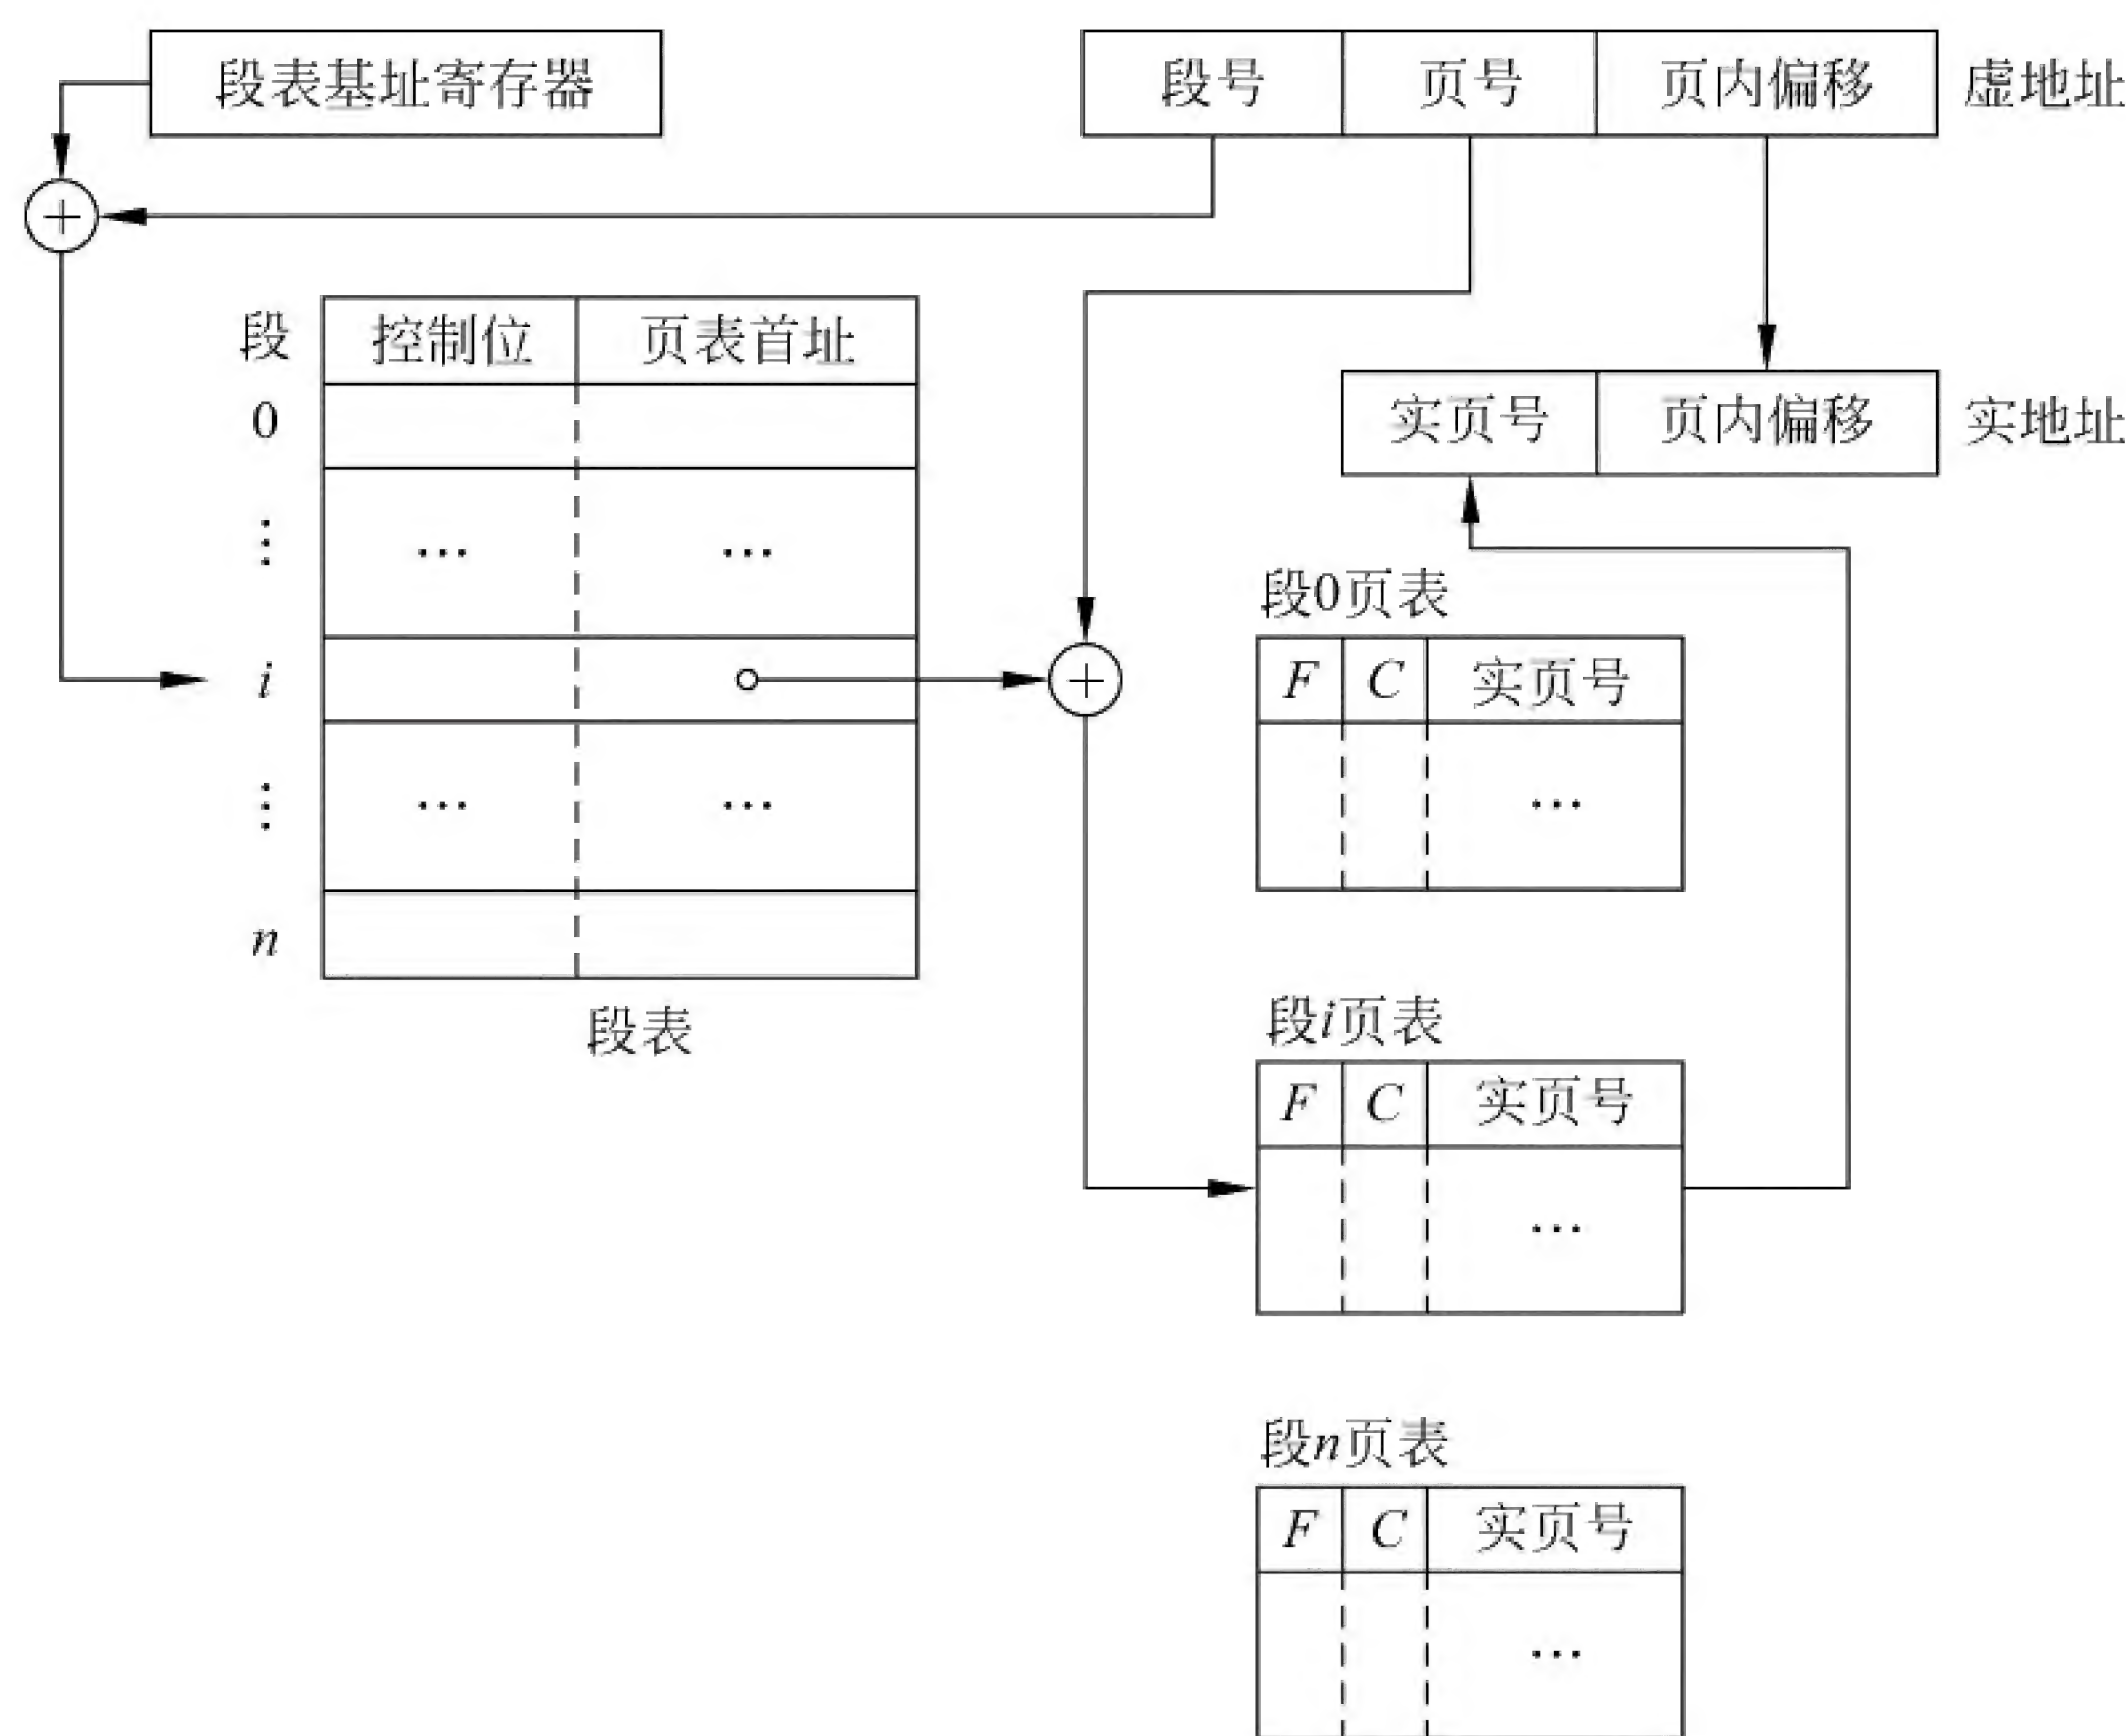 段表基址寄存器
段号 页号 页内偏移 虚地址
段 控制位 页表首址
0
⋮ … …
i
⋮ … …
n
段表
实页号 页内偏移 实地址
段0页表
F C 实页号
…
段i页表
F C 实页号
…
段n页表
F C 实页号
…